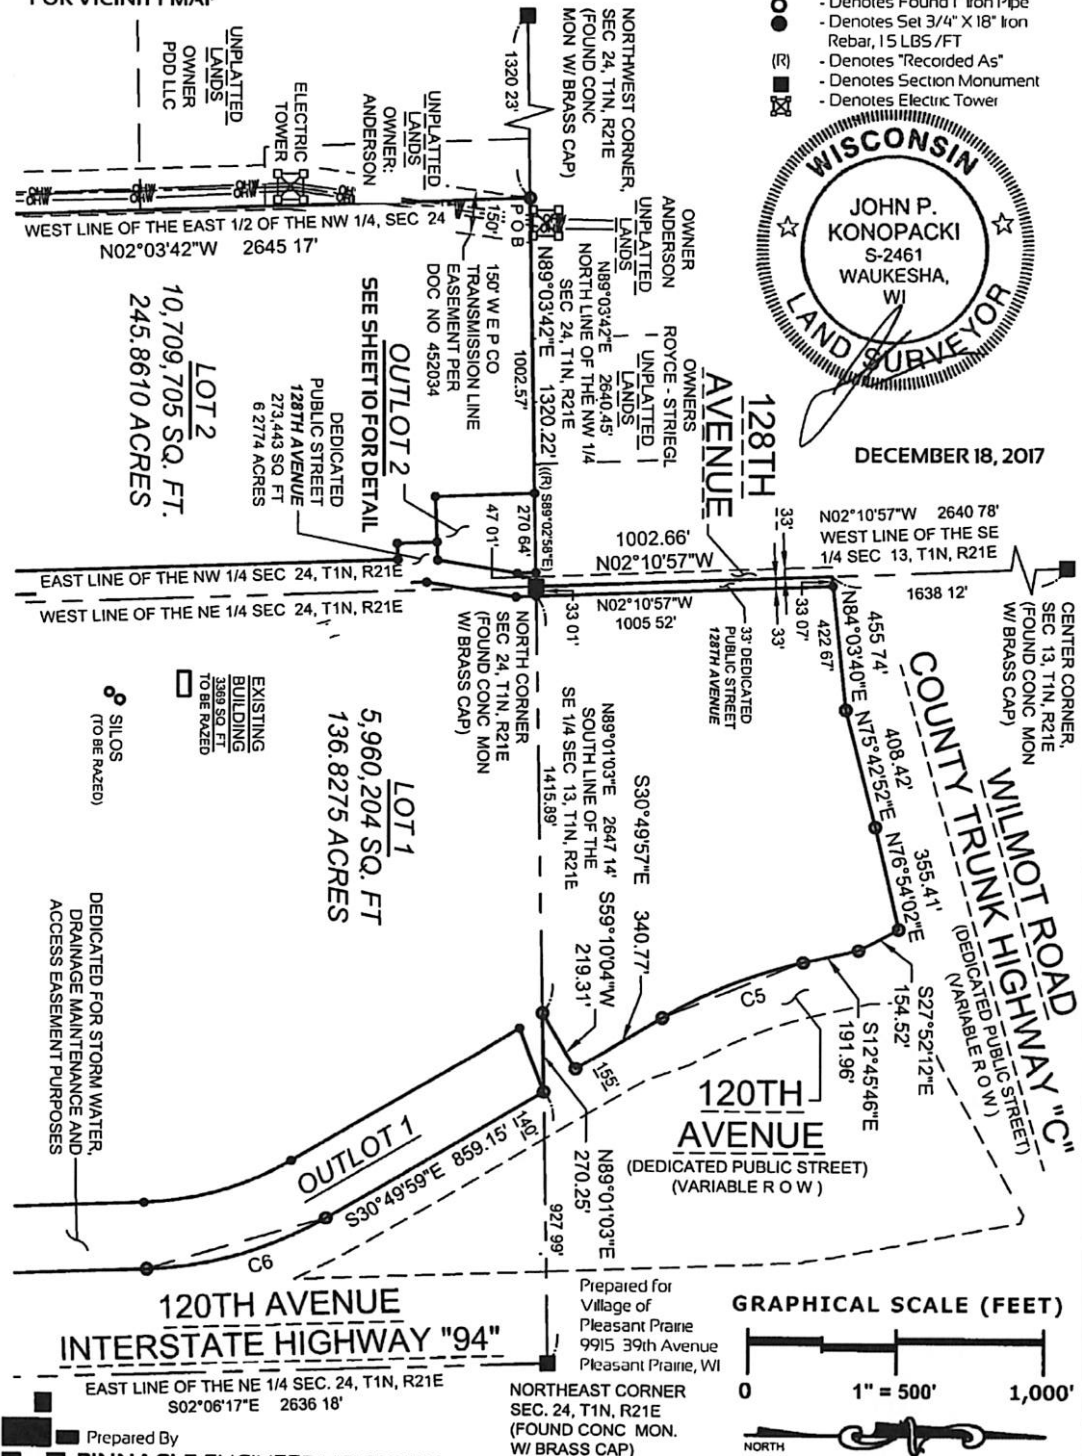 FOR VICINITY MAP
- Denotes Found 1" Iron Pipe
- Denotes Set 3/4" X 18" Iron
Rebar, 1 5 LBS /FT
(R) - Denotes "Recorded As"
- Denotes Section Monument
- Denotes Electric Tower
WISCONSIN
JOHN P.
KONOPACKI
S-2461
WAUKESHA,
WI
LAND SURVEYOR
DECEMBER 18, 2017
NORTHWEST CORNER,
SEC 24, T1N, R21E
(FOUND CONC
MON W/ BRASS CAP)
1320 23'
UNPLATTED
LANDS
OWNER
PDD LLC
ELECTRIC
TOWER
UNPLATTED
LANDS
OWNER:
ANDERSON
OHW
OHW
OHW
OHW
OHW
OHW
WEST LINE OF THE EAST 1/2 OF THE NW 1/4, SEC 24
N02°03'42"W 2645 17'
150'
P O B
150' W E P CO
TRANSMISSION LINE
EASEMENT PER
DOC NO 452034
OWNER
ANDERSON
UNPLATTED
LANDS
N89°03'42"E 2640.45'
NORTH LINE OF THE NW 1/4
SEC 24, T1N, R21E
N89°03'42"E 1320.22'
((R) S89°02'58"E)
1002.57'
OWNERS
ROYCE - STRIEGL
UNPLATTED
LANDS
128TH
AVENUE
LOT 2
10,709,705 SQ. FT.
245.8610 ACRES
OUTLOT 2
SEE SHEET 10 FOR DETAIL
DEDICATED
PUBLIC STREET
128TH AVENUE
273,443 SQ FT
6 2774 ACRES
270 64'
47 01'
EAST LINE OF THE NW 1/4 SEC 24, T1N, R21E
WEST LINE OF THE NE 1/4 SEC 24, T1N, R21E
1002.66'
N02°10'57"W
N02°10'57"W
1005 52'
33'
33'
33 01'
33 07'
33' DEDICATED
PUBLIC STREET
128TH AVENUE
N02°10'57"W 2640 78'
WEST LINE OF THE SE
1/4 SEC 13, T1N, R21E
1638 12'
CENTER CORNER,
SEC 13, T1N, R21E
(FOUND CONC MON
W/ BRASS CAP)
NORTH CORNER
SEC 24, T1N, R21E
(FOUND CONC MON
W/ BRASS CAP)
455 74'
N84°03'40"E
422 67'
408.42'
N75°42'52"E
355.41'
N76°54'02"E
WILMOT ROAD
COUNTY TRUNK HIGHWAY "C"
(DEDICATED PUBLIC STREET)
(VARIABLE R O W )
EXISTING
BUILDING
3369 SQ FT
TO BE RAZED
SILOS
(TO BE RAZED)
LOT 1
5,960,204 SQ. FT
136.8275 ACRES
N89°01'03"E 2647 14'
SOUTH LINE OF THE
SE 1/4 SEC 13, T1N, R21E
1415.89'
S30°49'57"E 340.77'
S59°10'04"W
219.31'
C5
S27°52'12"E
154.52'
S12°45'46"E
191.96'
155'
120TH
AVENUE
(DEDICATED PUBLIC STREET)
(VARIABLE R O W )
DEDICATED FOR STORM WATER,
DRAINAGE MAINTENANCE AND
ACCESS EASEMENT PURPOSES
OUTLOT 1
S30°49'59"E 859.15'
140'
N89°01'03"E
270.25'
927 99'
C6
120TH AVENUE
INTERSTATE HIGHWAY "94"
EAST LINE OF THE NE 1/4 SEC. 24, T1N, R21E
S02°06'17"E 2636 18'
Prepared for
Village of
Pleasant Prairie
9915 39th Avenue
Pleasant Prairie, WI
NORTHEAST CORNER
SEC. 24, T1N, R21E
(FOUND CONC MON.
W/ BRASS CAP)
GRAPHICAL SCALE (FEET)
0 1" = 500' 1,000'
NORTH
Prepared By